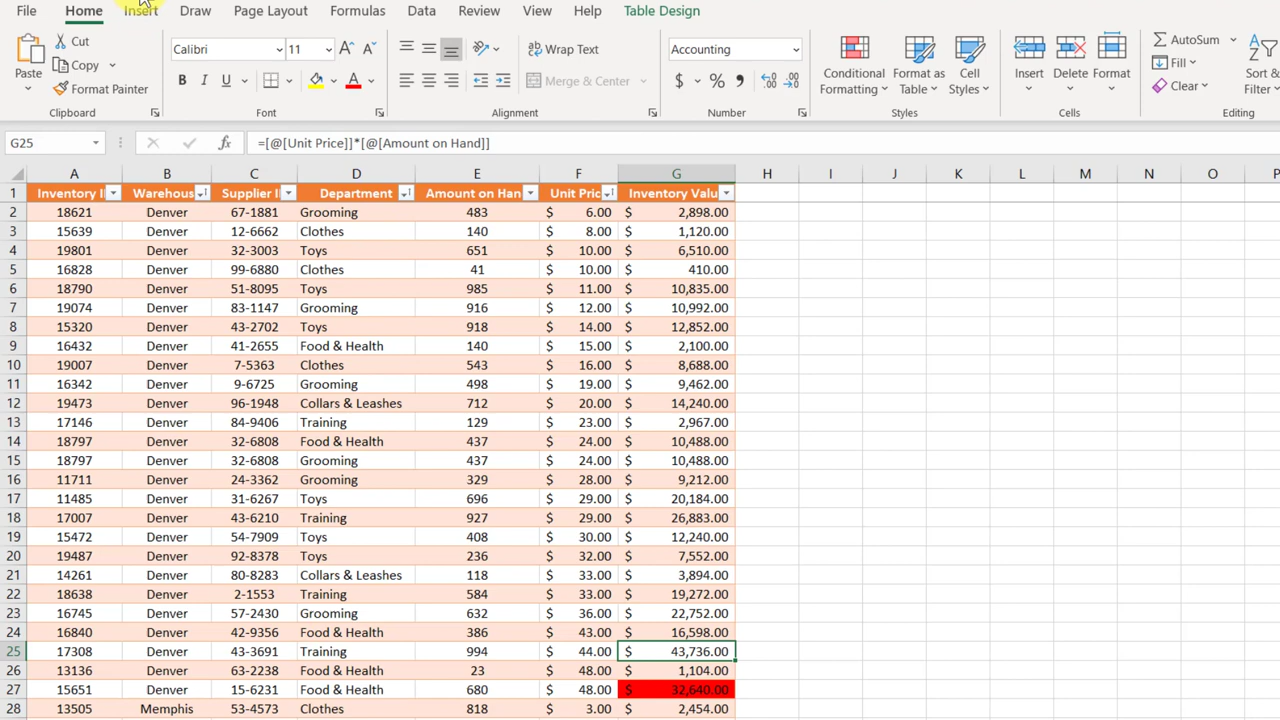 File Home Insert Draw Page Layout Formulas Data Review View Help Table Design
Paste Cut Copy Format Painter Calibri 11 B I U A A A Wrap Text Merge & Center Accounting $ % Conditional Formatting Format as Table Cell Styles Insert Delete Format AutoSum Fill Clear Sort & Filter
Clipboard Font Alignment Number Styles Cells Editing
G25 fx =[@[Unit Price]]*[@[Amount on Hand]]
A B C D E F G H I J K L M N O P
1 Inventory I Warehous Supplier I Department Amount on Han Unit Pric Inventory Valu
2 18621 Denver 67-1881 Grooming 483 $ 6.00 $ 2,898.00
3 15639 Denver 12-6662 Clothes 140 $ 8.00 $ 1,120.00
4 19801 Denver 32-3003 Toys 651 $ 10.00 $ 6,510.00
5 16828 Denver 99-6880 Clothes 41 $ 10.00 $ 410.00
6 18790 Denver 51-8095 Toys 985 $ 11.00 $ 10,835.00
7 19074 Denver 83-1147 Grooming 916 $ 12.00 $ 10,992.00
8 15320 Denver 43-2702 Toys 918 $ 14.00 $ 12,852.00
9 16432 Denver 41-2655 Food & Health 140 $ 15.00 $ 2,100.00
10 19007 Denver 7-5363 Clothes 543 $ 16.00 $ 8,688.00
11 16342 Denver 9-6725 Grooming 498 $ 19.00 $ 9,462.00
12 19473 Denver 96-1948 Collars & Leashes 712 $ 20.00 $ 14,240.00
13 17146 Denver 84-9406 Training 129 $ 23.00 $ 2,967.00
14 18797 Denver 32-6808 Food & Health 437 $ 24.00 $ 10,488.00
15 18797 Denver 32-6808 Grooming 437 $ 24.00 $ 10,488.00
16 11711 Denver 24-3362 Grooming 329 $ 28.00 $ 9,212.00
17 11485 Denver 31-6267 Toys 696 $ 29.00 $ 20,184.00
18 17007 Denver 43-6210 Training 927 $ 29.00 $ 26,883.00
19 15472 Denver 54-7909 Toys 408 $ 30.00 $ 12,240.00
20 19487 Denver 92-8378 Toys 236 $ 32.00 $ 7,552.00
21 14261 Denver 80-8283 Collars & Leashes 118 $ 33.00 $ 3,894.00
22 18638 Denver 2-1553 Training 584 $ 33.00 $ 19,272.00
23 16745 Denver 57-2430 Grooming 632 $ 36.00 $ 22,752.00
24 16840 Denver 42-9356 Food & Health 386 $ 43.00 $ 16,598.00
25 17308 Denver 43-3691 Training 994 $ 44.00 $ 43,736.00
26 13136 Denver 63-2238 Food & Health 23 $ 48.00 $ 1,104.00
27 15651 Denver 15-6231 Food & Health 680 $ 48.00 $ 32,640.00
28 13505 Memphis 53-4573 Clothes 818 $ 3.00 $ 2,454.00